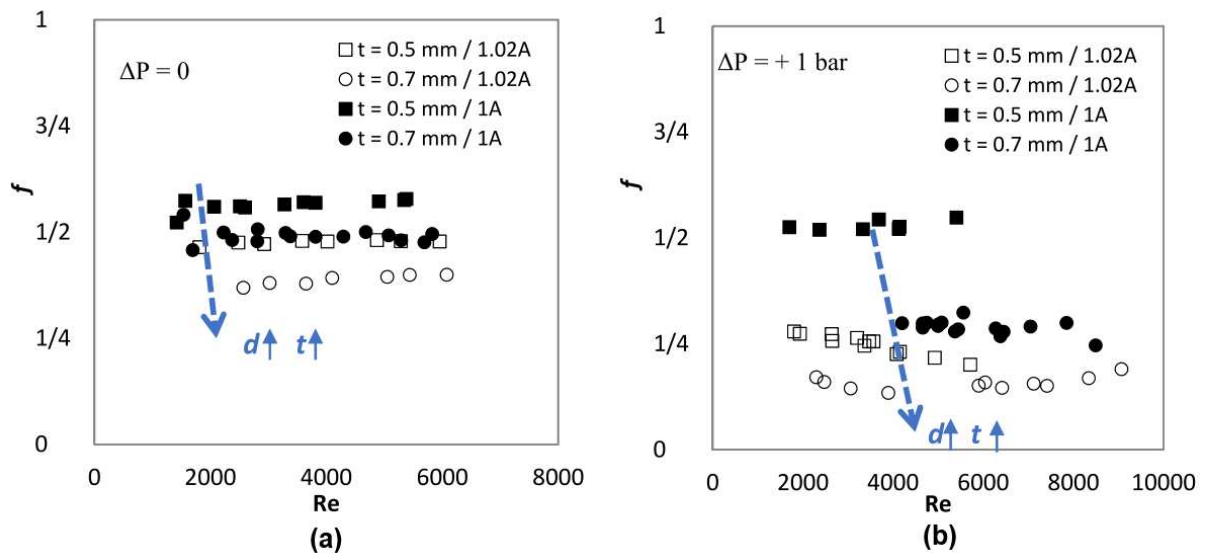 1
3/4
1/2
1/4
0
f
ΔP = 0
t = 0.5 mm / 1.02A
t = 0.7 mm / 1.02A
t = 0.5 mm / 1A
t = 0.7 mm / 1A
d t
0 2000 4000 6000 8000
Re
(a)
1
3/4
1/2
1/4
0
f
ΔP = + 1 bar
t = 0.5 mm / 1.02A
t = 0.7 mm / 1.02A
t = 0.5 mm / 1A
t = 0.7 mm / 1A
d t
0 2000 4000 6000 8000 10000
Re
(b)